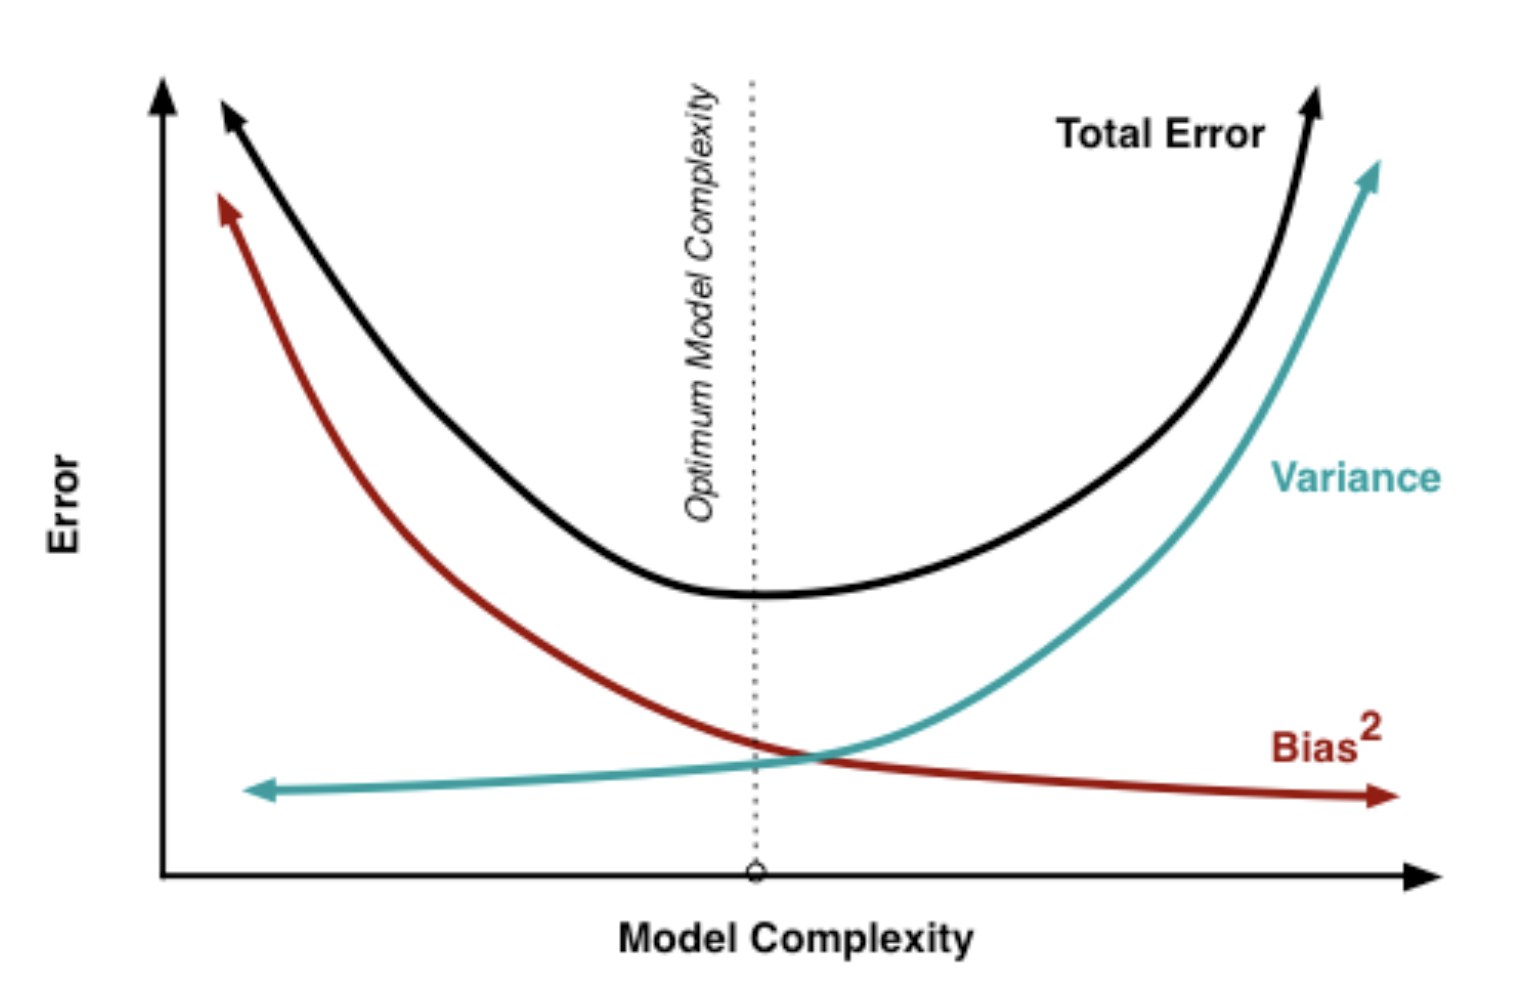 Optimum Model Complexity
Total Error
Variance
Error
Bias²
Model Complexity